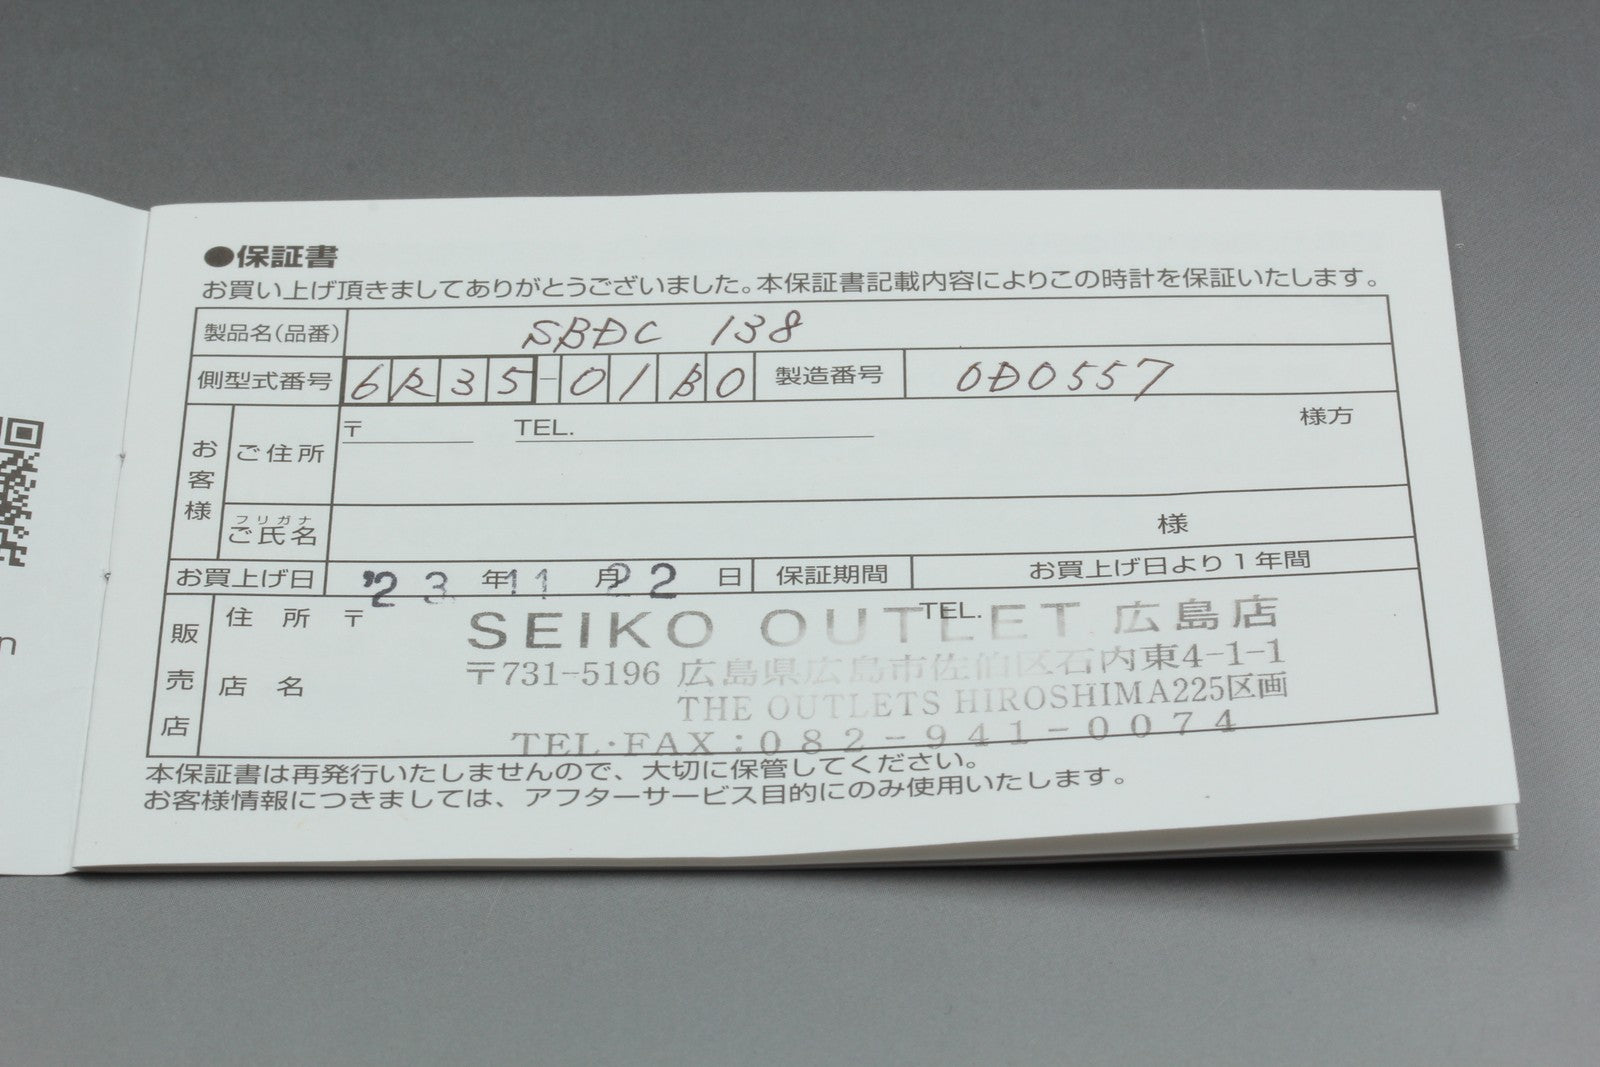 ●保証書
お買い上げ頂きましてありがとうございました。本保証書記載内容によりこの時計を保証いたします。
製品名(品番) SBDC 138
側型式番号 6R35-01B0 製造番号 0D0557
お客様
ご住所 〒 TEL. 様方
フリガナ
ご氏名 様
お買上げ日 '23年11月22日 保証期間 お買上げ日より1年間
販売店
住所 〒 TEL.
店名
SEIKO OUTLET 広島店
〒731-5196 広島県広島市佐伯区石内東4-1-1
THE OUTLETS HIROSHIMA225区画
TEL・FAX:082-941-0074
本保証書は再発行いたしませんので、大切に保管してください。
お客様情報につきましては、アフターサービス目的にのみ使用いたします。
n